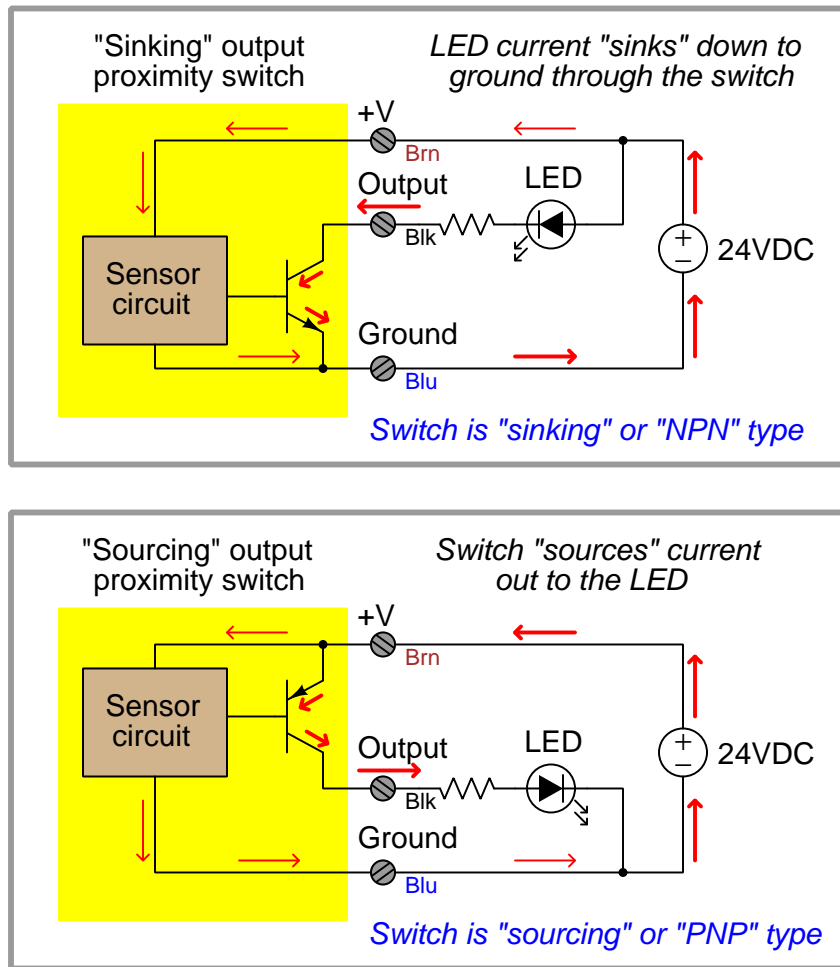 "Sinking" output
proximity switch
LED current "sinks" down to
ground through the switch
+V
Brn
Output
LED
Blk
Sensor
circuit
+
-
24VDC
Ground
Blu
Switch is "sinking" or "NPN" type
"Sourcing" output
proximity switch
Switch "sources" current
out to the LED
+V
Brn
Sensor
circuit
Output
LED
Blk
+
-
24VDC
Ground
Blu
Switch is "sourcing" or "PNP" type